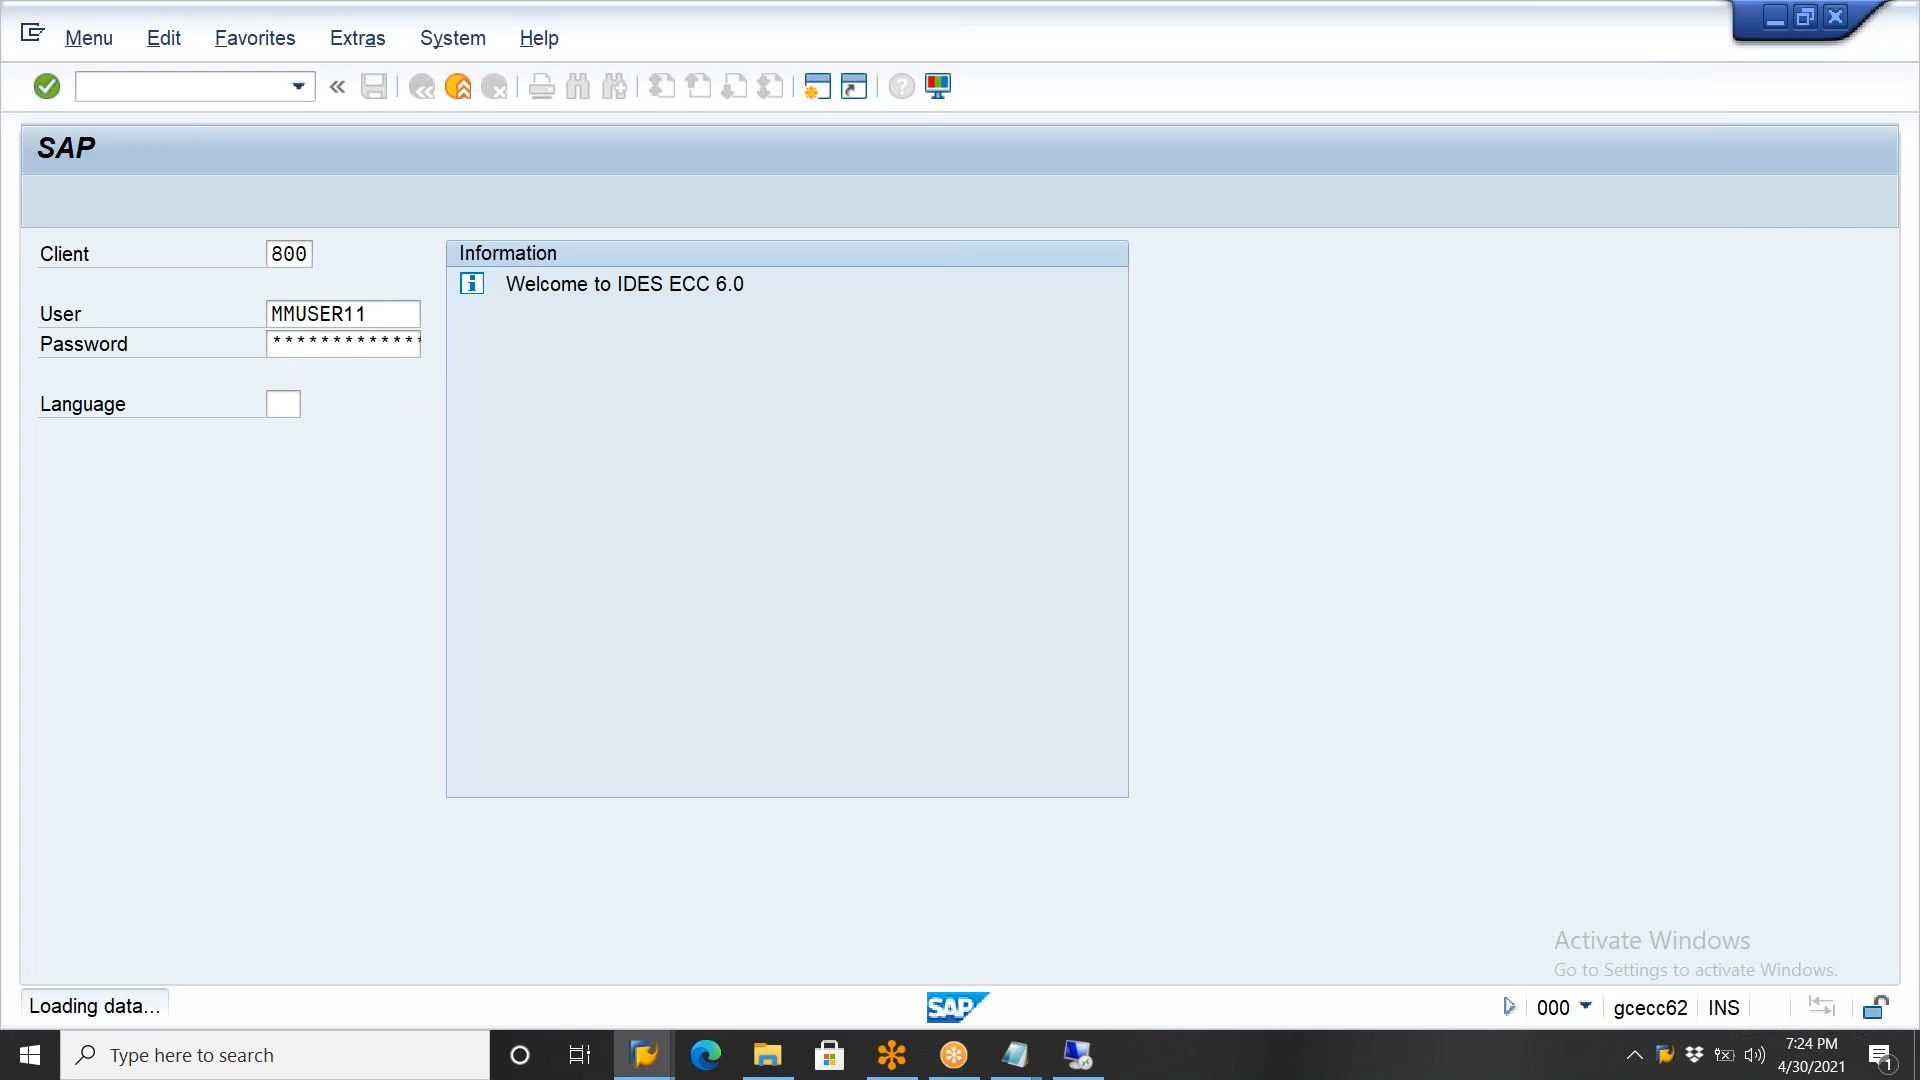 Menu Edit Favorites Extras System Help
SAP
Client 800
Information
Welcome to IDES ECC 6.0
User MMUSER11
Password *************
Language
Activate Windows
Go to Settings to activate Windows.
Loading data...
SAP
000 gcecc62 INS
Type here to search
7:24 PM
4/30/2021
1